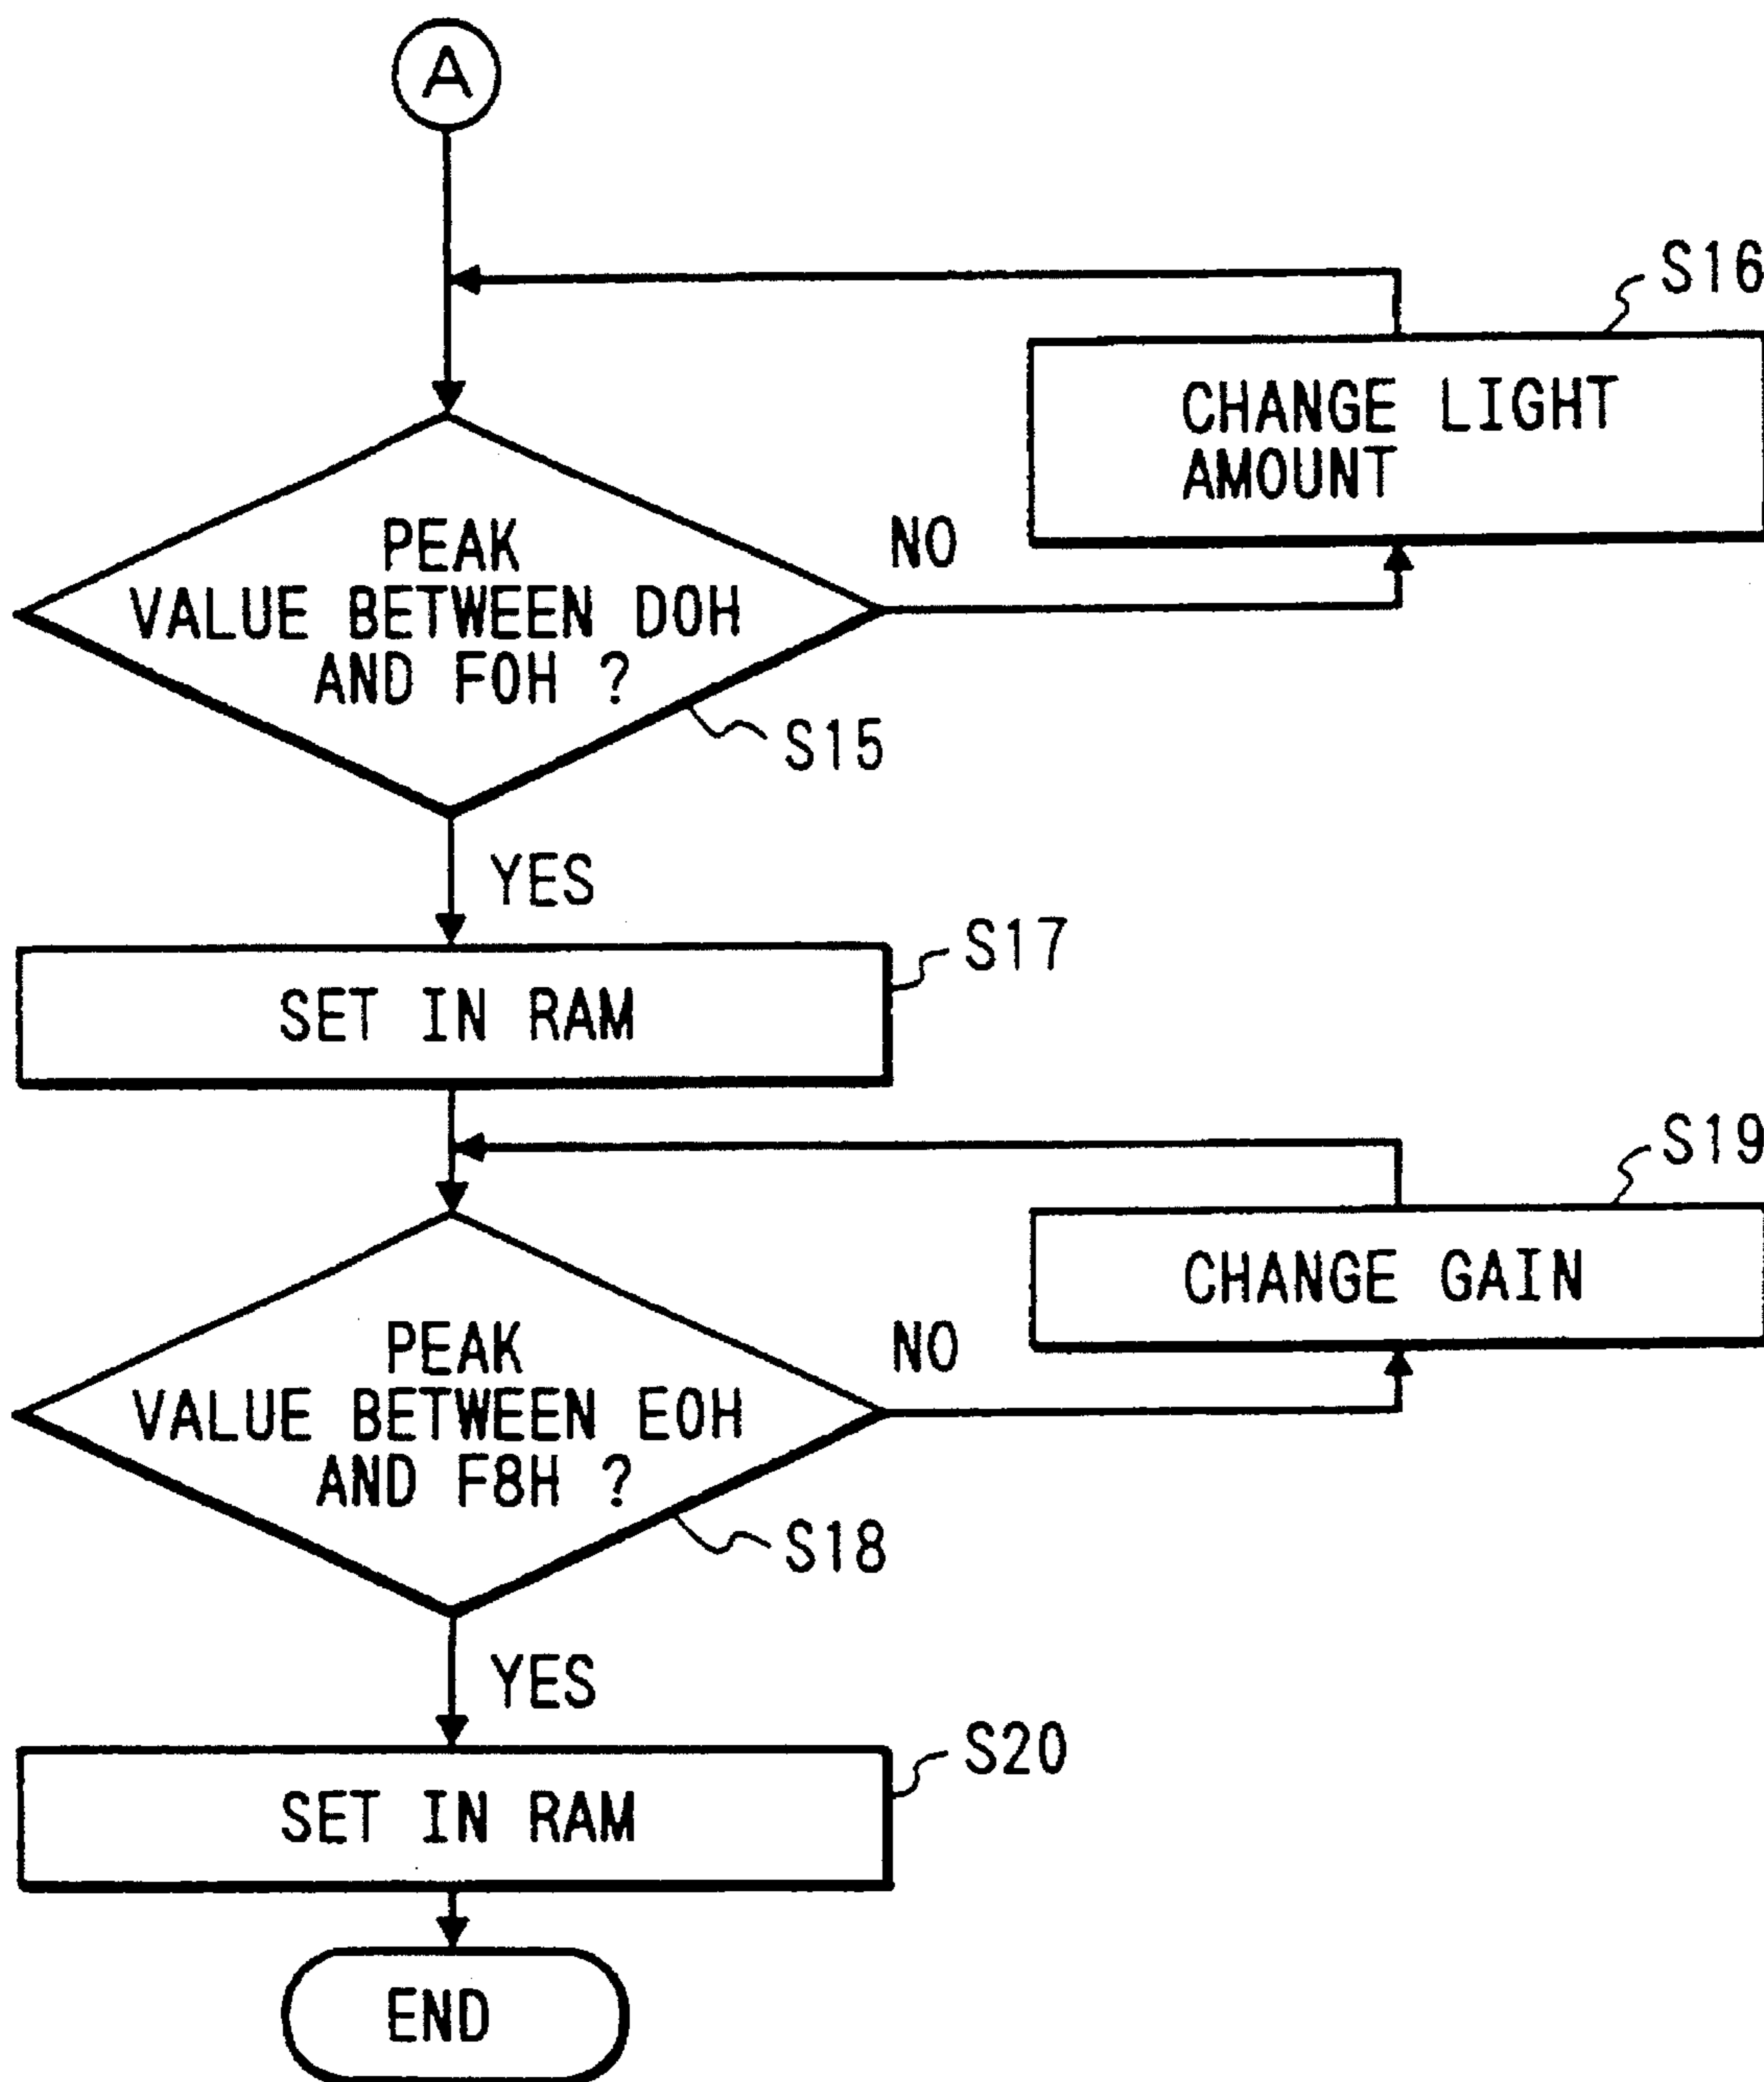 A
S16
CHANGE LIGHT
AMOUNT
PEAK
VALUE BETWEEN D0H
AND F0H ?
NO
S15
YES
S17
SET IN RAM
S19
CHANGE GAIN
PEAK
VALUE BETWEEN E0H
AND F8H ?
NO
S18
YES
S20
SET IN RAM
END